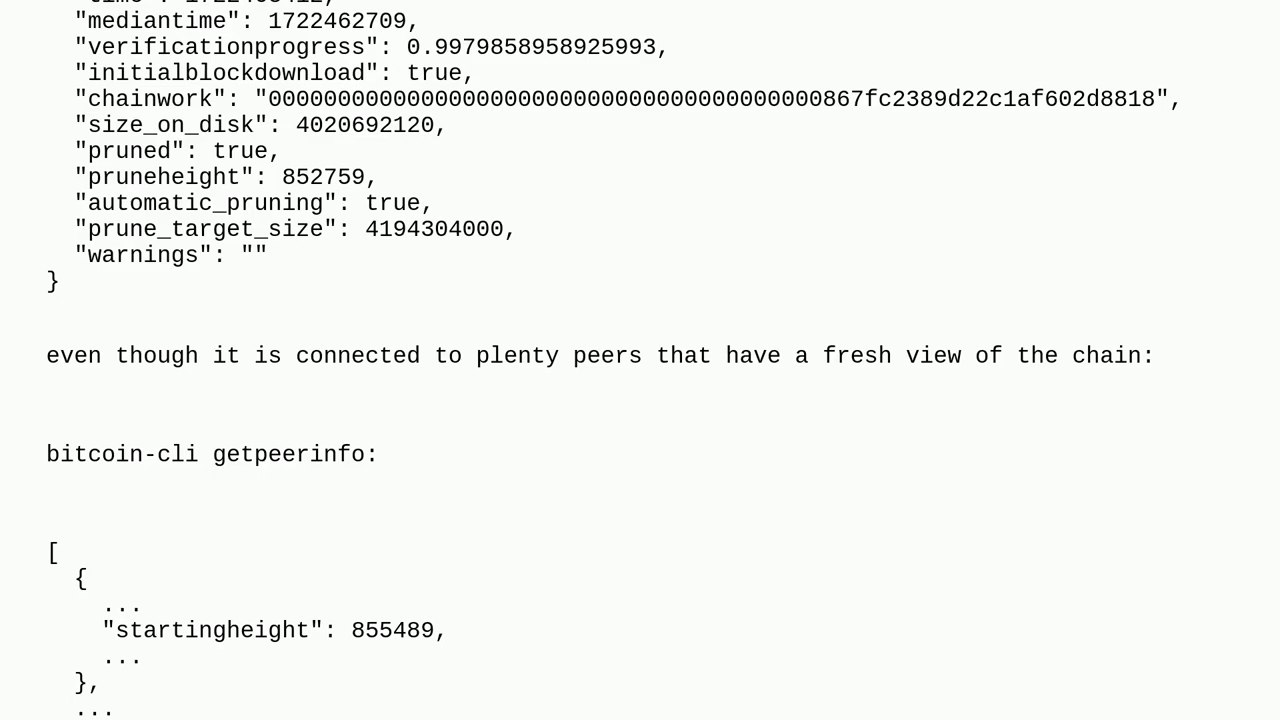 "mediantime": 1722462709,
"verificationprogress": 0.9979858958925993,
"initialblockdownload": true,
"chainwork": "0000000000000000000000000000000000000000867fc2389d22c1af602d8818",
"size_on_disk": 4020692120,
"pruned": true,
"pruneheight": 852759,
"automatic_pruning": true,
"prune_target_size": 4194304000,
"warnings": ""
}
even though it is connected to plenty peers that have a fresh view of the chain:
bitcoin-cli getpeerinfo:
[
{
...
"startingheight": 855489,
...
},
...